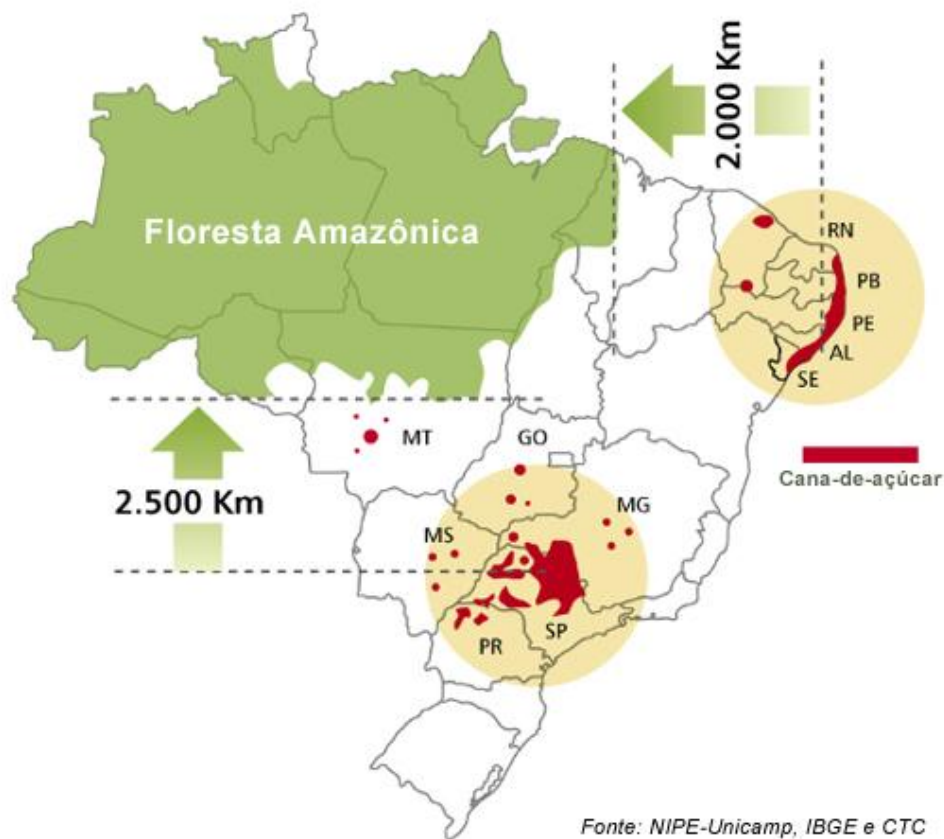 2.000 Km
Floresta Amazônica
RN
PB
PE
AL
SE
MT
GO
Cana-de-açúcar
2.500 Km
MG
MS
SP
PR
Fonte: NIPE-Unicamp, IBGE e CTC